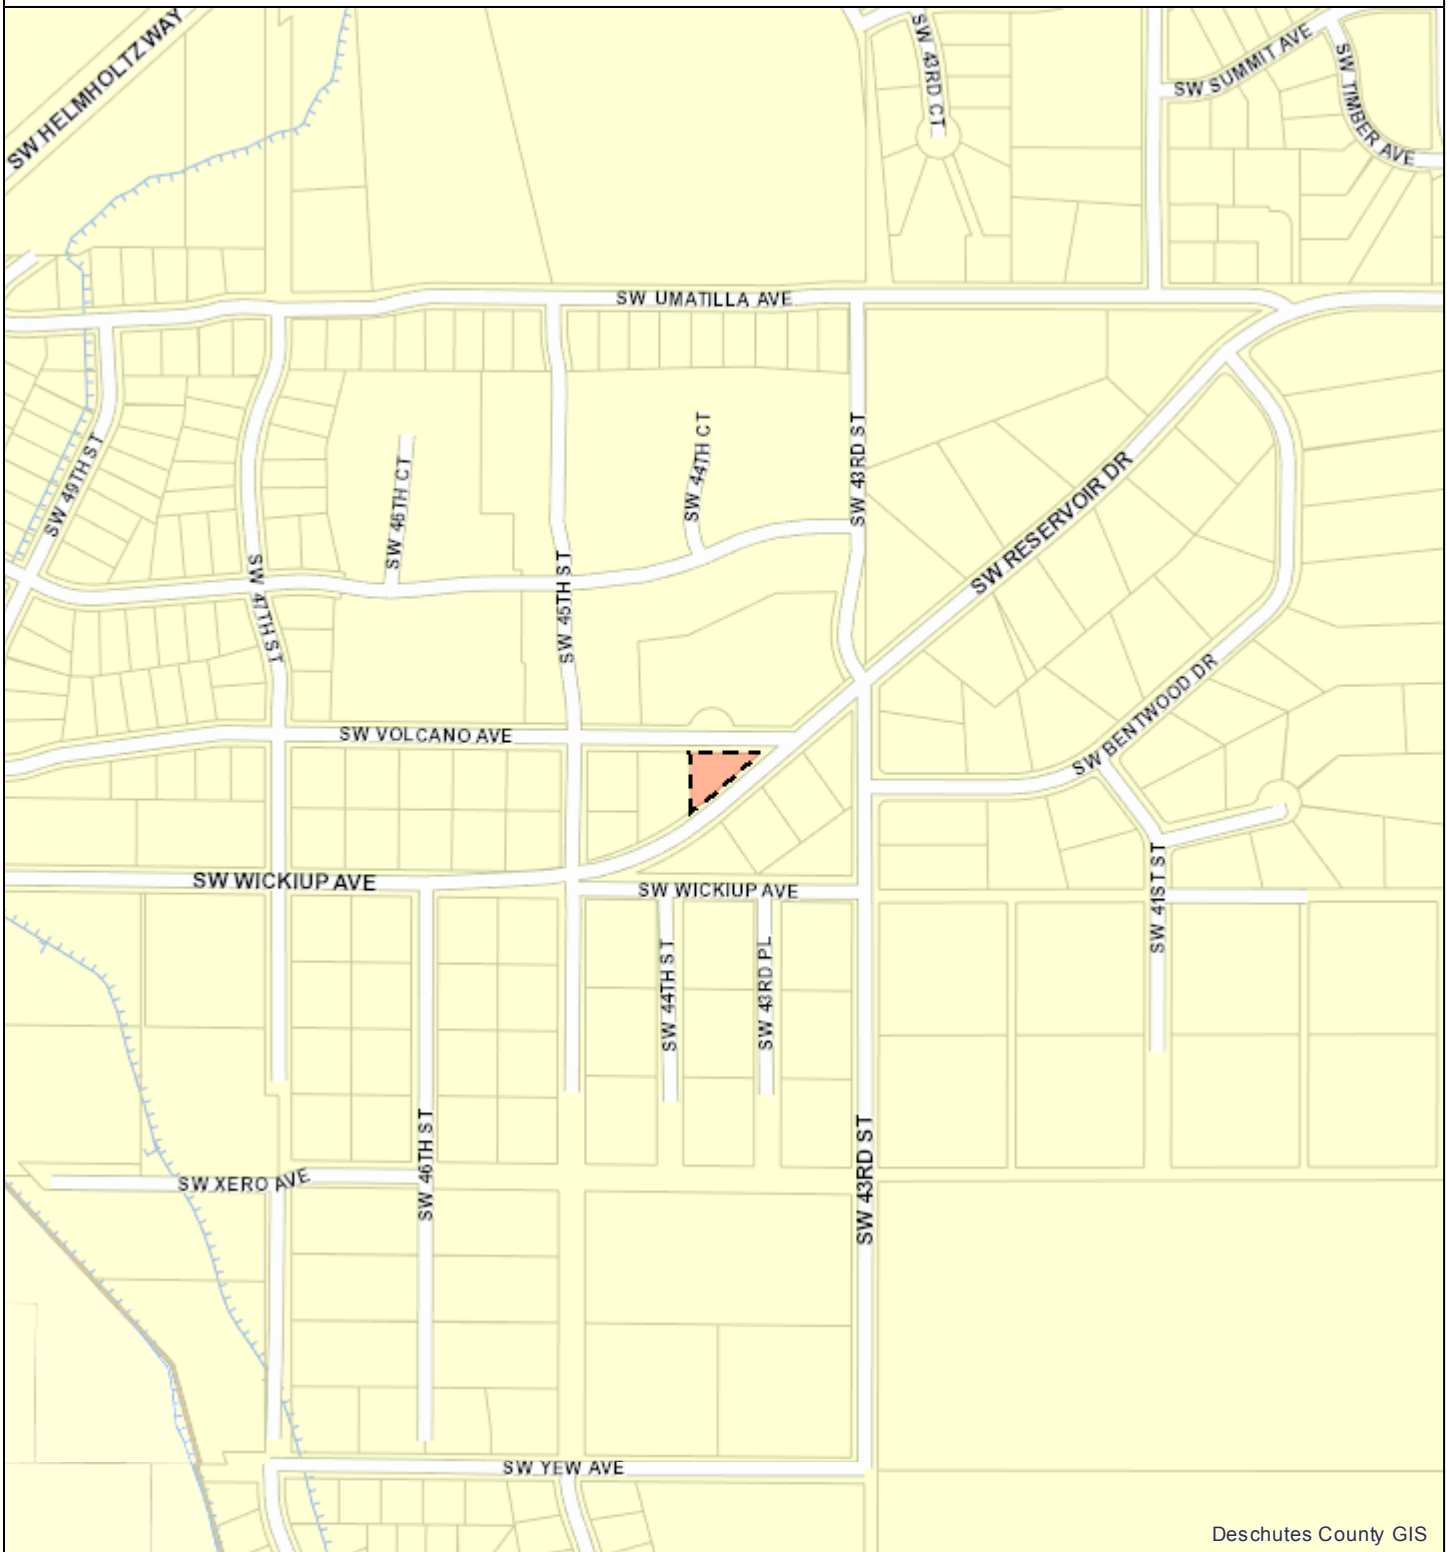 SW HELMHOLTZ WAY
SW 43RD CT
SW SUMMIT AVE
SW TIMBER AVE
SW UMATILLA AVE
SW 49TH ST
SW 46TH CT
SW 44TH CT
SW 43RD ST
SW RESERVOIR DR
SW 47TH ST
SW 45TH ST
SW VOLCANO AVE
SW BENTWOOD DR
SW WICKIUP AVE
SW WICKIUP AVE
SW 41ST ST
SW 44TH ST
SW 43RD PL
SW 46TH ST
SW 43RD ST
SW XERO AVE
SW YEW AVE
Deschutes County GIS